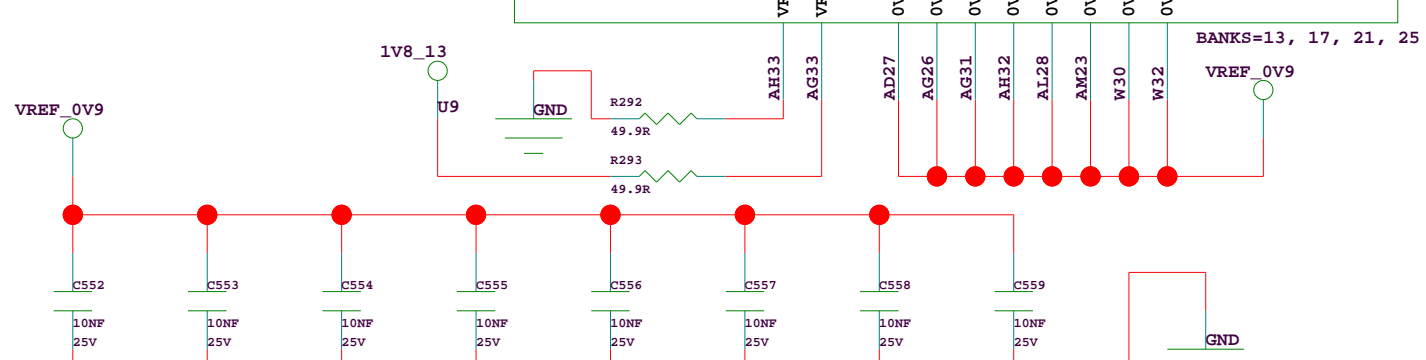 BANKS=13, 17, 21, 25
1V8_13
VREF_0V9
U9
VREF_0V9
GND
R292
49.9R
R293
49.9R
AH33
AG33
AD27
AG26
AG31
AH32
AL28
AM23
W30
W32
C552
10NF
25V
C553
10NF
25V
C554
10NF
25V
C555
10NF
25V
C556
10NF
25V
C557
10NF
25V
C558
10NF
25V
C559
10NF
25V
GND